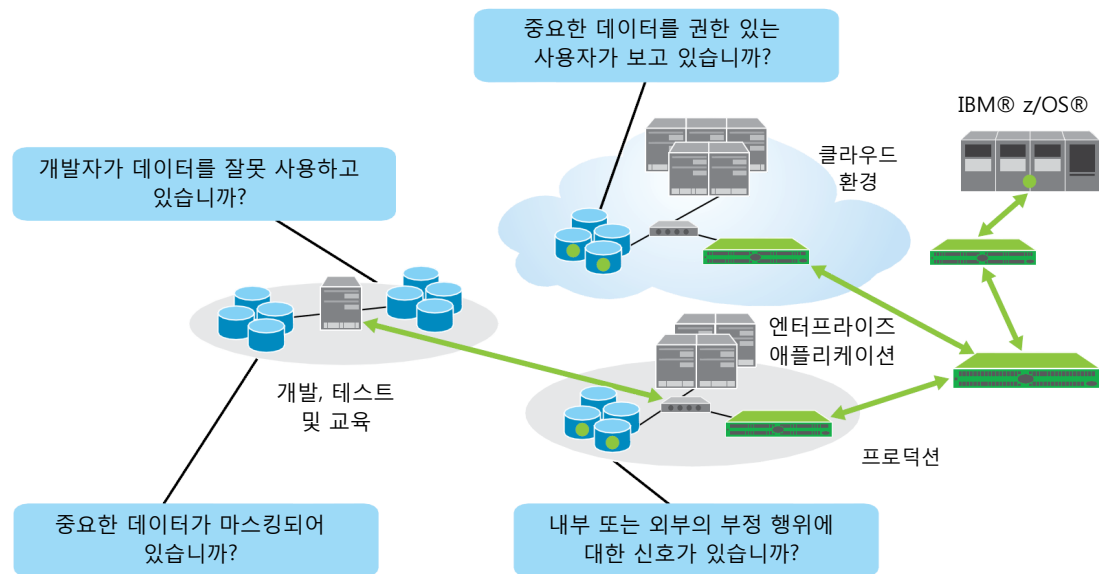 중요한 데이터를 권한 있는
사용자가 보고 있습니까?
IBM® z/OS®
개발자가 데이터를 잘못 사용하고
있습니까?
클라우드
환경
엔터프라이즈
애플리케이션
개발, 테스트
및 교육
프로덕션
중요한 데이터가 마스킹되어
있습니까?
내부 또는 외부의 부정 행위에
대한 신호가 있습니까?